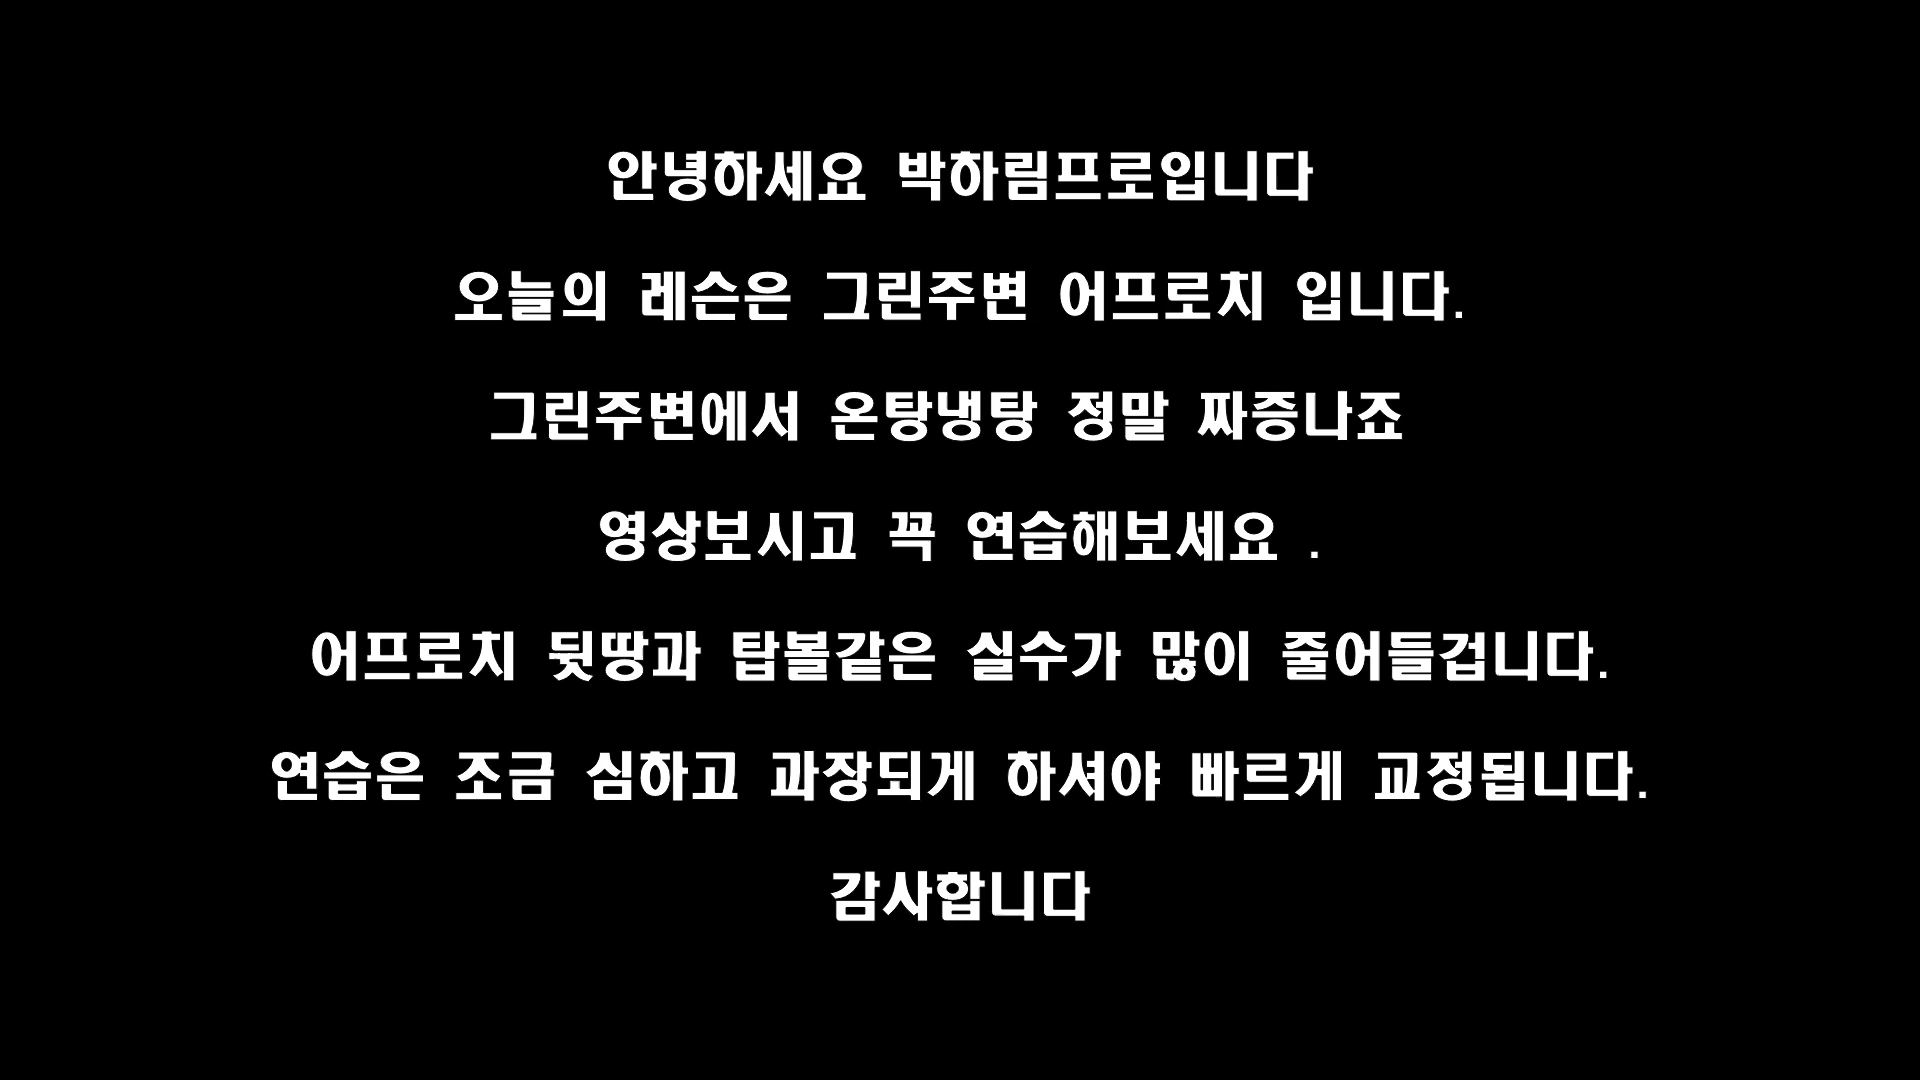 안녕하세요 박하림프로입니다
오늘의 레슨은 그린주변 어프로치 입니다.
그린주변에서 온탕냉탕 정말 짜증나죠
영상보시고 꼭 연습해보세요 .
어프로치 뒷땅과 탑볼같은 실수가 많이 줄어들겁니다.
연습은 조금 심하고 과장되게 하셔야 빠르게 교정됩니다.
감사합니다